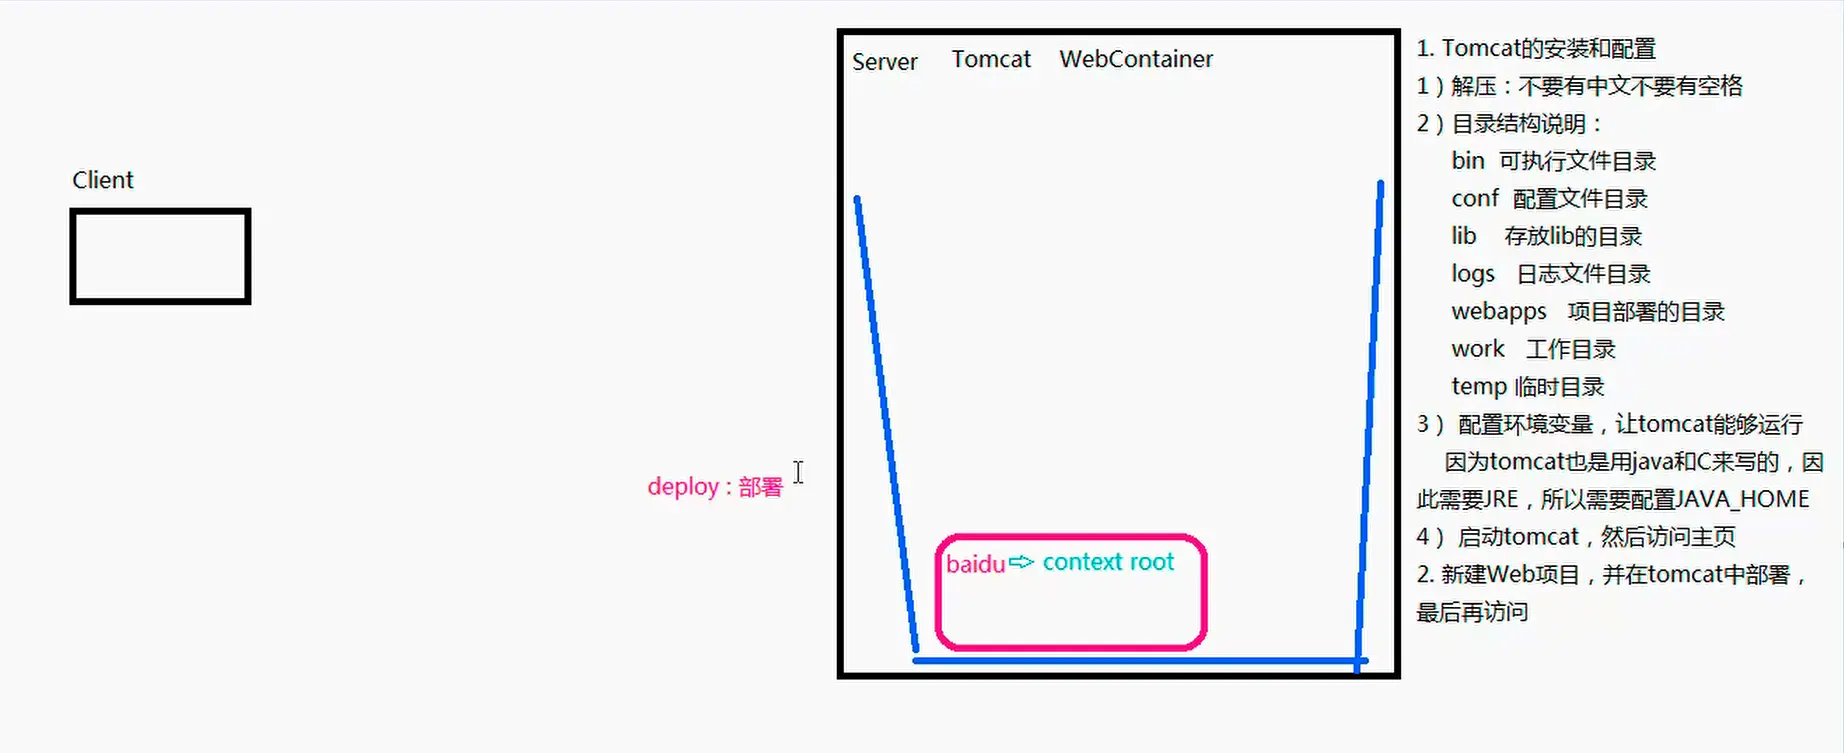 Client
deploy : 部署
Server Tomcat WebContainer
baidu⇨ context root
1. Tomcat的安装和配置
1）解压：不要有中文不要有空格
2）目录结构说明：
bin 可执行文件目录
conf 配置文件目录
lib 存放lib的目录
logs 日志文件目录
webapps 项目部署的目录
work 工作目录
temp 临时目录
3） 配置环境变量，让tomcat能够运行
因为tomcat也是用java和C来写的，因
此需要JRE，所以需要配置JAVA_HOME
4） 启动tomcat，然后访问主页
2. 新建Web项目，并在tomcat中部署，
最后再访问